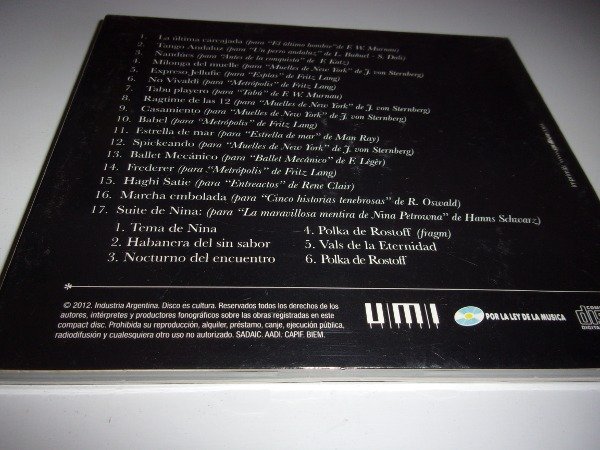 1. La última carcajada (para "El último hombre" de F. W. Murnau)
2. Tango Andaluz (para "Un perro andaluz" de L. Buñuel - S. Dalí)
3. Nandúes (para "Antes de la conquista" de F. Kotz)
4. Milonga del muelle (para "Muelles de New York" de J. von Sternberg)
5. Expreso Jellufic (para "Espías" de Fritz Lang)
6. No Vivaldi (para "Metrópolis" de Fritz Lang)
7. Tabu playero (para "Tabú" de F. W. Murnau)
8. Ragtime de las 12 (para "Muelles de New York" de J. von Sternberg)
9. Casamiento (para "Muelles de New York" de J. von Sternberg)
10. Babel (para "Metrópolis" de Fritz Lang)
11. Estrella de mar (para "Estrella de mar" de Man Ray)
12. Spickeando (para "Muelles de New York" de J. von Sternberg)
13. Ballet Mecánico (para "Ballet Mecánico" de F. Légèr)
14. Frederer (para "Metrópolis" de Fritz Lang)
15. Haghi Satie (para "Entreactos" de Rene Clair)
16. Marcha embolada (para "Cinco historias tenebrosas" de R. Oswald)
17. Suite de Nina: (para "La maravillosa mentira de Nina Petrowna" de Hanns Schwarz)
1. Tema de Nina
2. Habanera del sin sabor
3. Nocturno del encuentro
4. Polka de Rostoff (fragm)
5. Vals de la Eternidad
6. Polka de Rostoff
*
© 2012. Industria Argentina. Disco es cultura. Reservados todos los derechos de los
autores, intérpretes y productores fonográficos sobre las obras registradas en este
compact disc. Prohibida su reproducción, alquiler, préstamo, canje, ejecución pública,
radiodifusión y cualesquiera otro uso no autorizado. SADAIC. AADI. CAPIF. BIEM.
UMI
POR LA LEY DE LA MUSICA